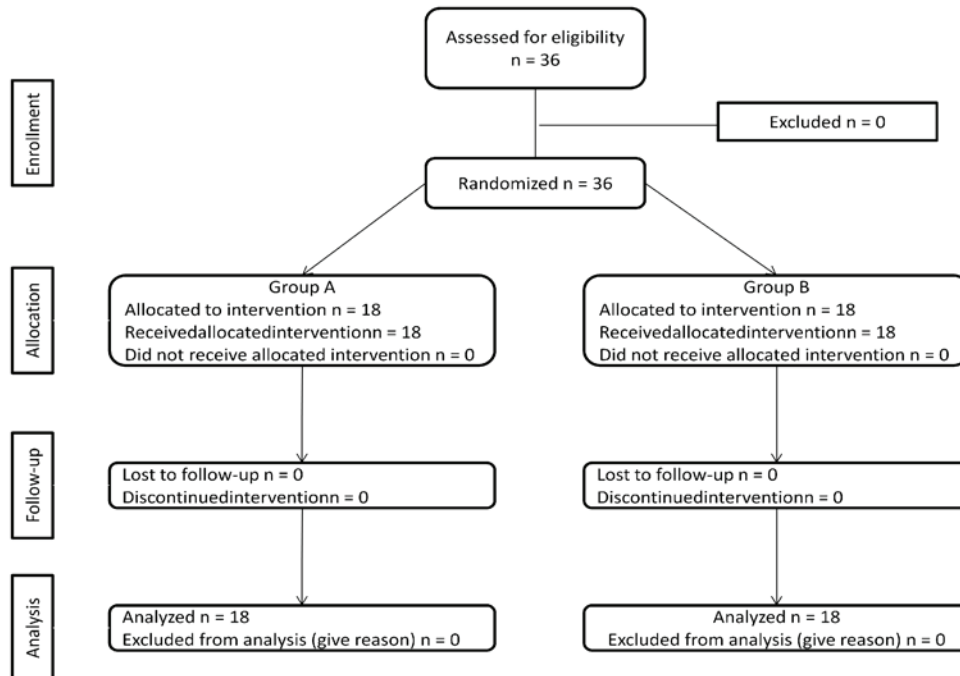 Assessed for eligibility
n = 36
Enrollment
Excluded n = 0
Randomized n = 36
Allocation
Group A
Allocated to intervention n = 18
Receivedallocatedinterventionn = 18
Did not receive allocated intervention n = 0
Group B
Allocated to intervention n = 18
Receivedallocatedinterventionn = 18
Did not receive allocated intervention n = 0
Follow-up
Lost to follow-up n = 0
Discontinuedinterventionn = 0
Lost to follow-up n = 0
Discontinuedinterventionn = 0
Analysis
Analyzed n = 18
Excluded from analysis (give reason) n = 0
Analyzed n = 18
Excluded from analysis (give reason) n = 0